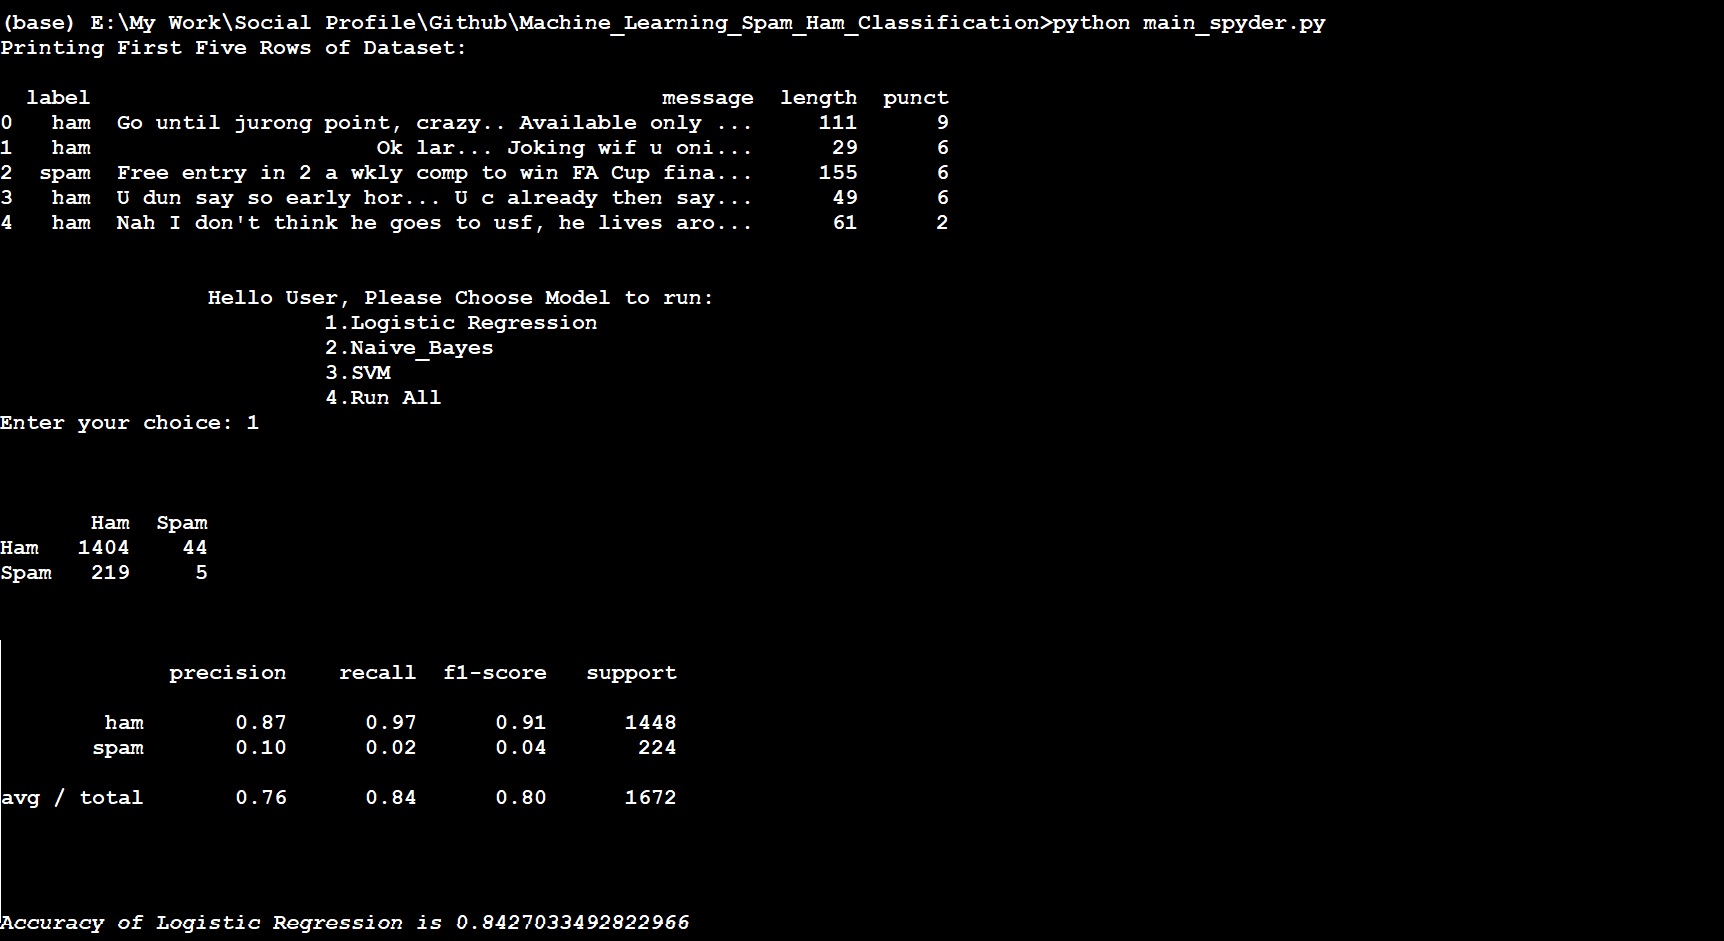 (base) E:\My Work\Social Profile\Github\Machine_Learning_Spam_Ham_Classification>python main_spyder.py
Printing First Five Rows of Dataset:
label message length punct
0 ham Go until jurong point, crazy.. Available only ... 111 9
1 ham Ok lar... Joking wif u oni... 29 6
2 spam Free entry in 2 a wkly comp to win FA Cup fina... 155 6
3 ham U dun say so early hor... U c already then say... 49 6
4 ham Nah I don't think he goes to usf, he lives aro... 61 2
Hello User, Please Choose Model to run:
1.Logistic Regression
2.Naive_Bayes
3.SVM
4.Run All
Enter your choice: 1
Ham Spam
Ham 1404 44
Spam 219 5
precision recall f1-score support
ham 0.87 0.97 0.91 1448
spam 0.10 0.02 0.04 224
avg / total 0.76 0.84 0.80 1672
Accuracy of Logistic Regression is 0.8427033492822966